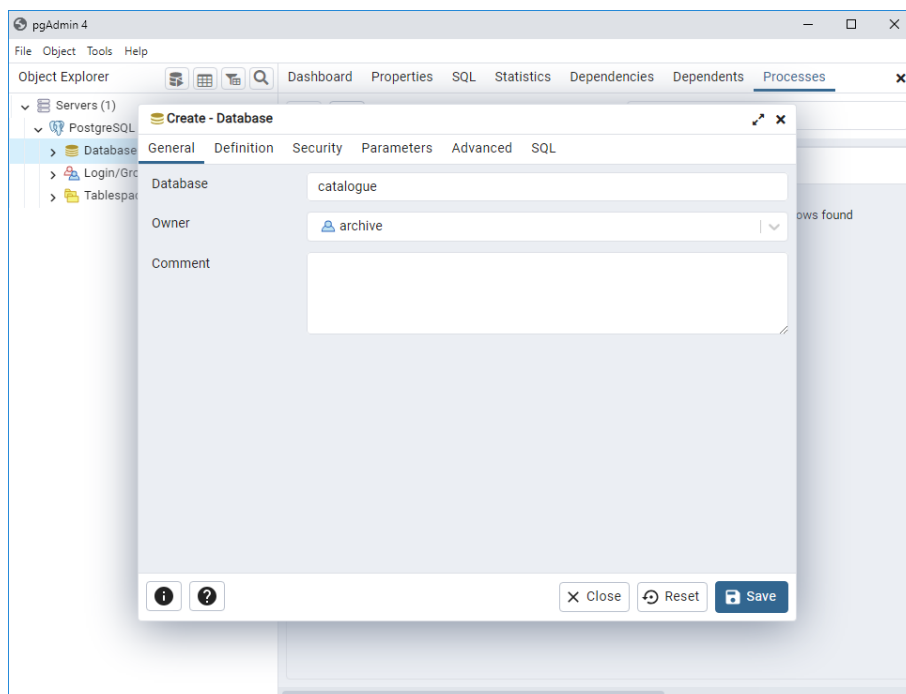 pgAdmin 4
File Object Tools Help
Object Explorer
Dashboard Properties SQL Statistics Dependencies Dependents Processes
Servers (1)
PostgreSQL
Database
Login/Gro
Tablespac
ows found
Create - Database
General Definition Security Parameters Advanced SQL
Database
catalogue
Owner
archive
Comment
Close Reset Save